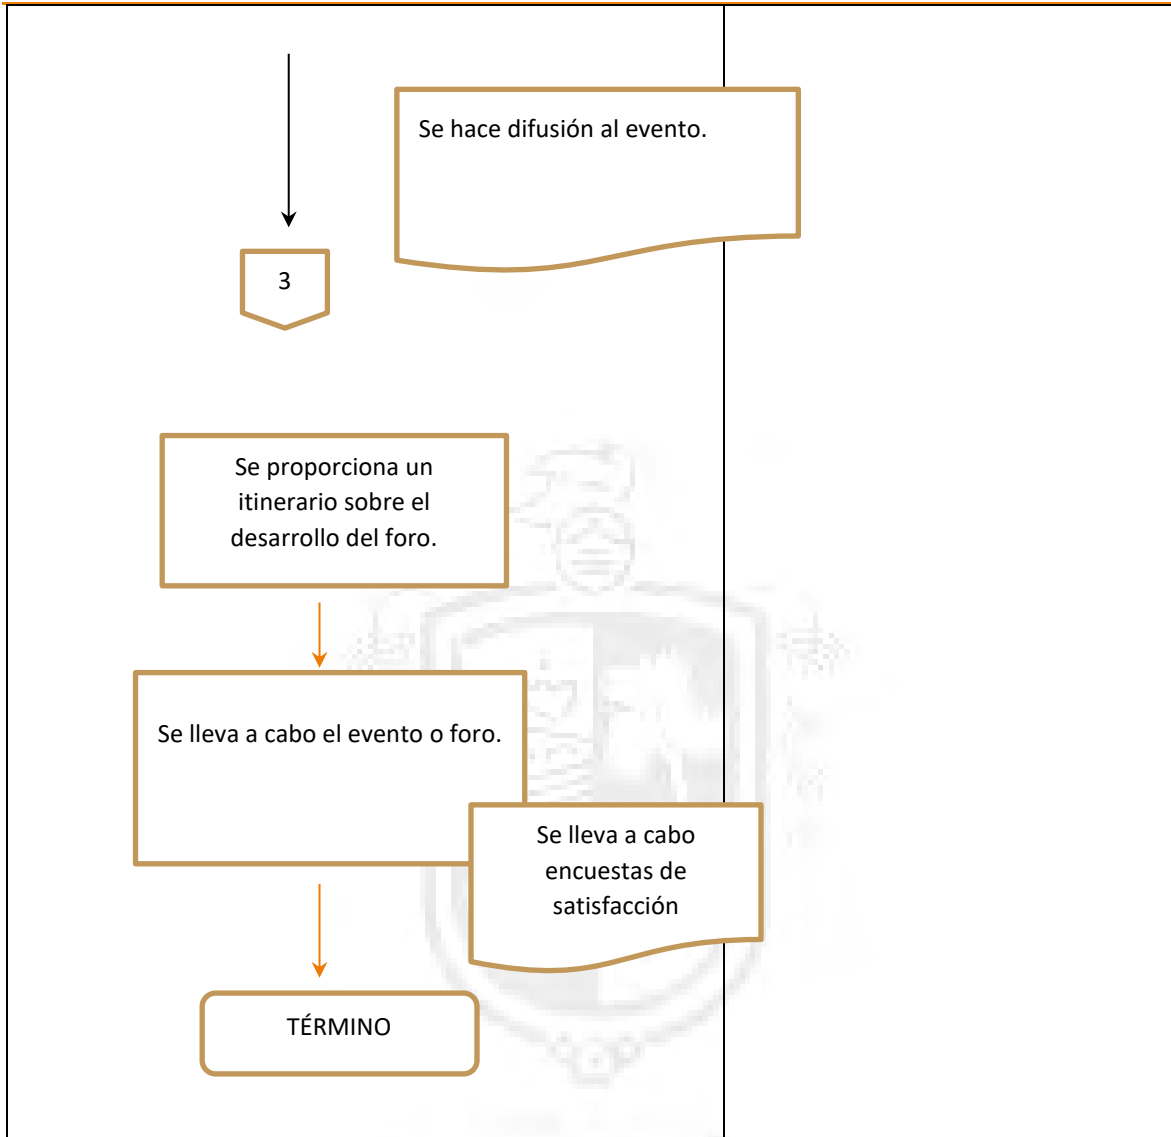 Se hace difusión al evento.
3
Se proporciona un
itinerario sobre el
desarrollo del foro.
Se lleva a cabo el evento o foro.
Se lleva a cabo
encuestas de
satisfacción
TÉRMINO